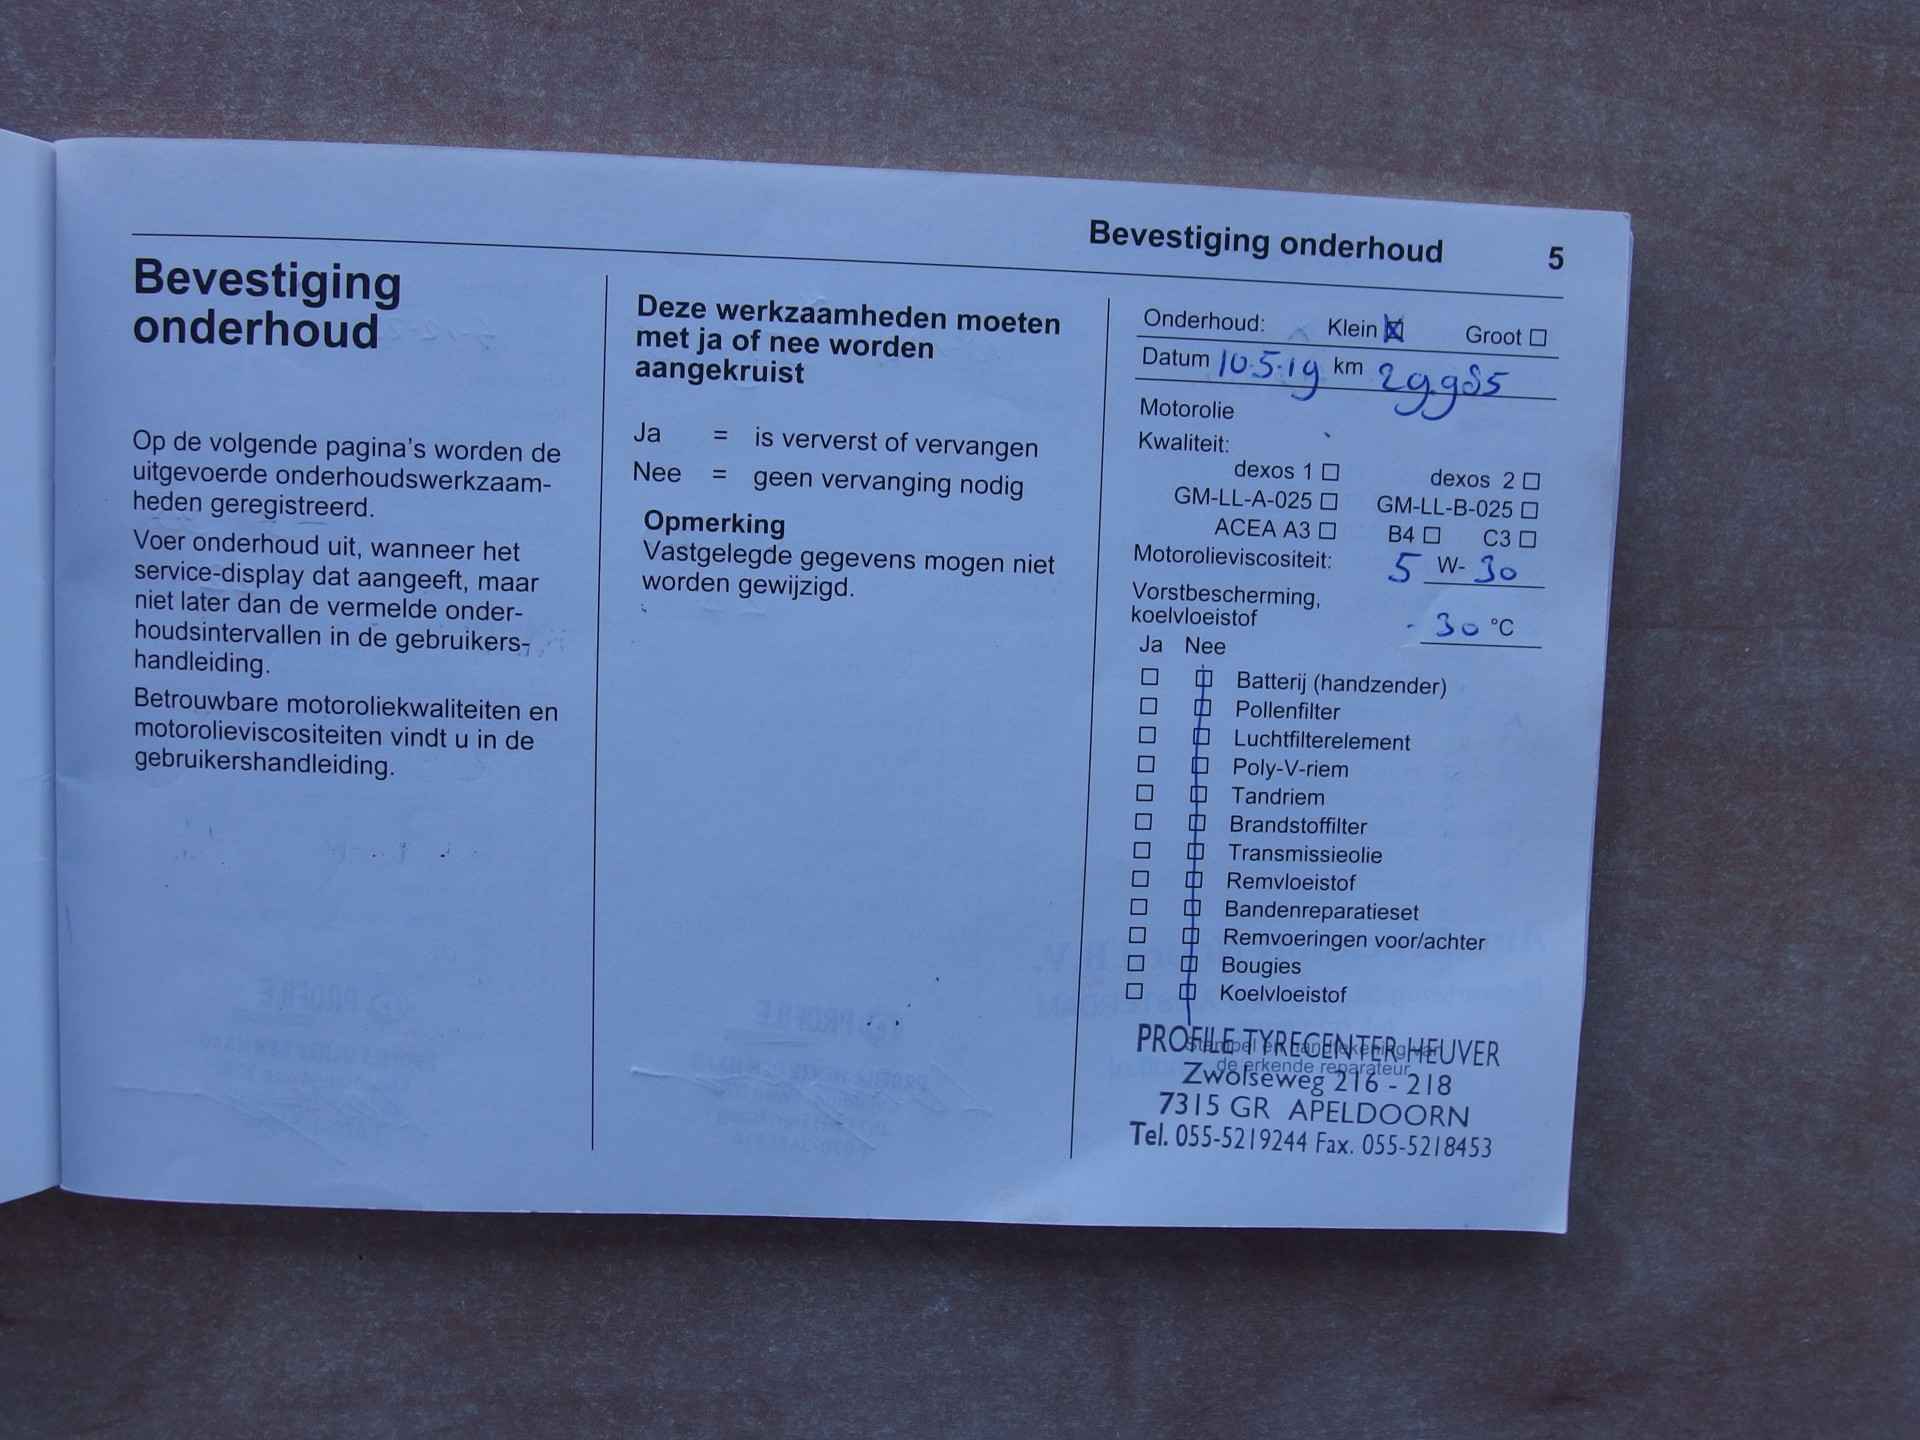 Bevestiging onderhoud 5
Bevestiging
onderhoud
Op de volgende pagina's worden de
uitgevoerde onderhoudswerkzaam-
heden geregistreerd.
Voer onderhoud uit, wanneer het
service-display dat aangeeft, maar
niet later dan de vermelde onder-
houdsintervallen in de gebruikers-
handleiding.
Betrouwbare motoroliekwaliteiten en
motorolieviscositeiten vindt u in de
gebruikershandleiding.
Deze werkzaamheden moeten
met ja of nee worden
aangekruist
Ja = is ververst of vervangen
Nee = geen vervanging nodig
Opmerking
Vastgelegde gegevens mogen niet
worden gewijzigd.
Onderhoud: Klein ☒ Groot ☐
Datum 10.5.19 km 29985
Motorolie
Kwaliteit:
dexos 1 ☐ dexos 2 ☐
GM-LL-A-025 ☐ GM-LL-B-025 ☐
ACEA A3 ☐ B4 ☐ C3 ☐
Motorolieviscositeit: 5 W- 30
Vorstbescherming,
koelvloeistof - 30 °C
Ja Nee
☐ ☐ Batterij (handzender)
☐ ☐ Pollenfilter
☐ ☐ Luchtfilterelement
☐ ☐ Poly-V-riem
☐ ☐ Tandriem
☐ ☐ Brandstoffilter
☐ ☐ Transmissieolie
☐ ☐ Remvloeistof
☐ ☐ Bandenreparatieset
☐ ☐ Remvoeringen voor/achter
☐ ☐ Bougies
☐ ☐ Koelvloeistof
PROFILE TYRECENTER HEUVER
Stempel en handtekening van
de erkende reparateur
Zwolseweg 216 - 218
7315 GR APELDOORN
Tel. 055-5219244 Fax. 055-5218453